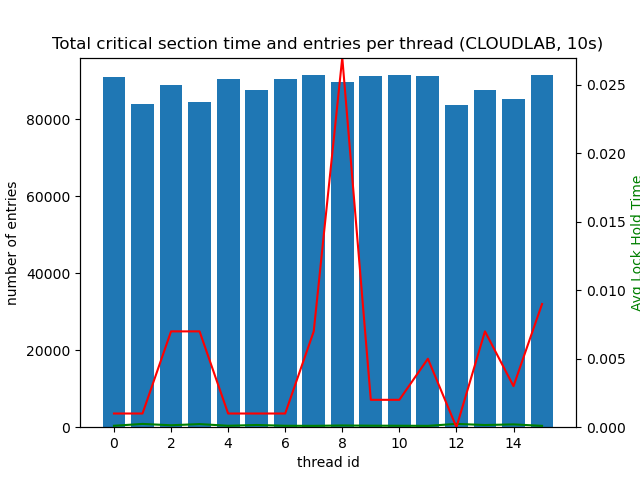 Total critical section time and entries per thread (CLOUDLAB, 10s)
80000
60000
40000
20000
0
number of entries
0.025
0.020
0.015
0.010
0.005
0.000
Avg Lock Hold Time
0 2 4 6 8 10 12 14
thread id